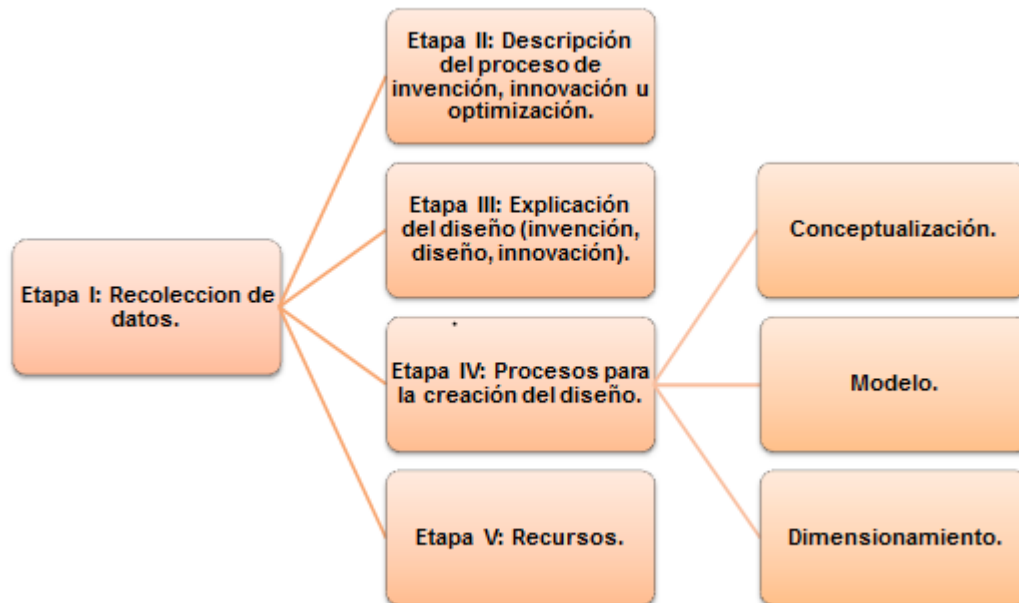 Etapa II: Descripción
del proceso de
invención, innovación u
optimización.
Etapa III: Explicación
del diseño (invención,
diseño, innovación).
Conceptualización.
Etapa I: Recoleccion de
datos.
Etapa IV: Procesos para
la creación del diseño.
Modelo.
Etapa V: Recursos.
Dimensionamiento.